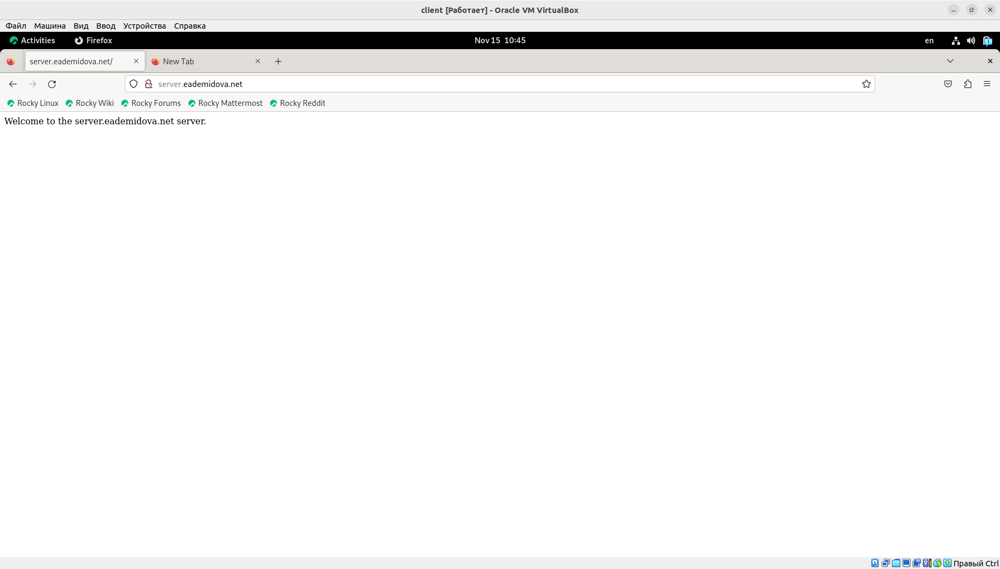 client [Работает] - Oracle VM VirtualBox
Файл Машина Вид Ввод Устройства Справка
Activities Firefox Nov 15 10:45 en
server.eademidova.net/ New Tab
server.eademidova.net
Rocky Linux Rocky Wiki Rocky Forums Rocky Mattermost Rocky Reddit
Welcome to the server.eademidova.net server.
Правый Ctrl